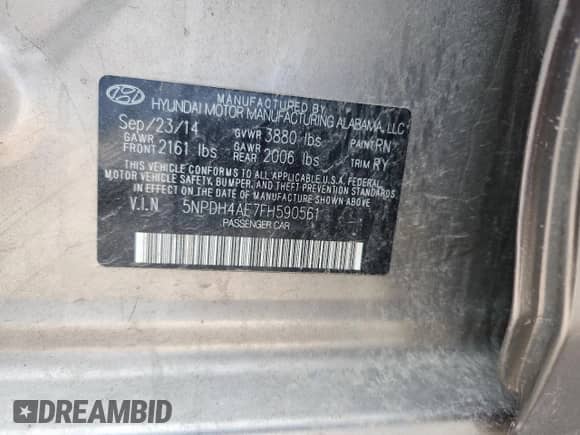 MANUFACTURED BY
HYUNDAI MOTOR MANUFACTURING ALABAMA, LLC
Sep/23/14 GVWR 3880 lbs PAINT RN
GAWR FRONT 2161 lbs GAWR REAR 2006 lbs TRIM RY
THIS VEHICLE CONFORMS TO ALL APPLICABLE U.S.A. FEDERAL
MOTOR VEHICLE SAFETY, BUMPER, AND THEFT PREVENTION STANDARDS
IN EFFECT ON THE DATE OF MANUFACTURE SHOWN ABOVE.
V.I.N 5NPDH4AE7FH590561
PASSENGER CAR
DREAMBID